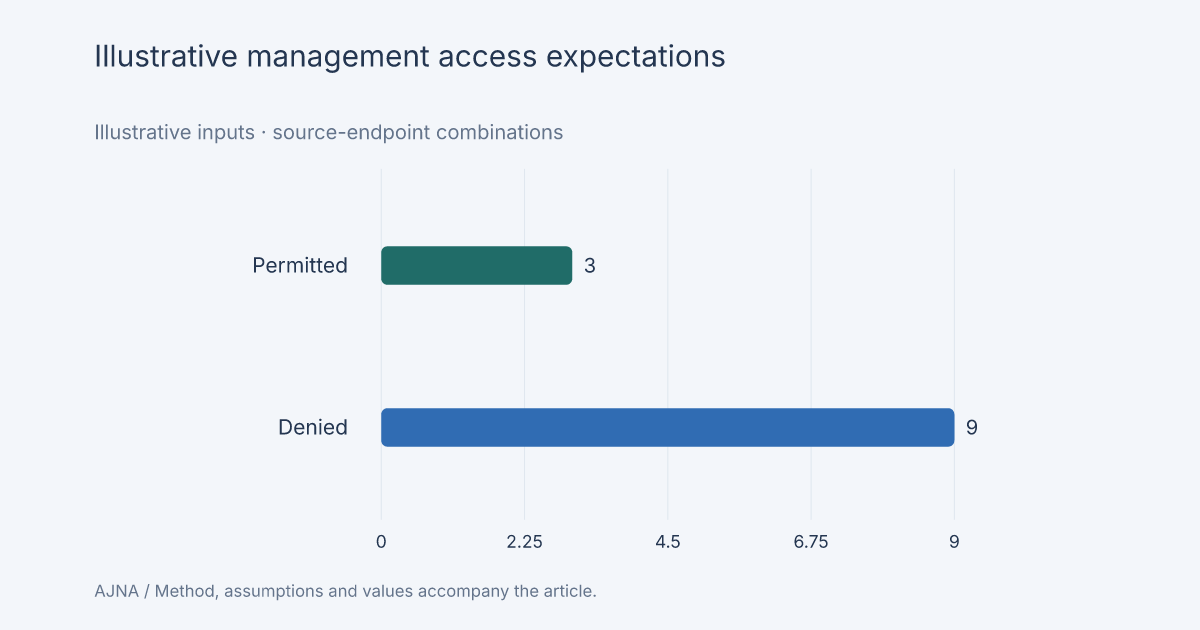 Illustrative management access expectations
Illustrative inputs · source-endpoint combinations
Permitted
3
Denied
9
0 2.25 4.5 6.75 9
AJNA / Method, assumptions and values accompany the article.